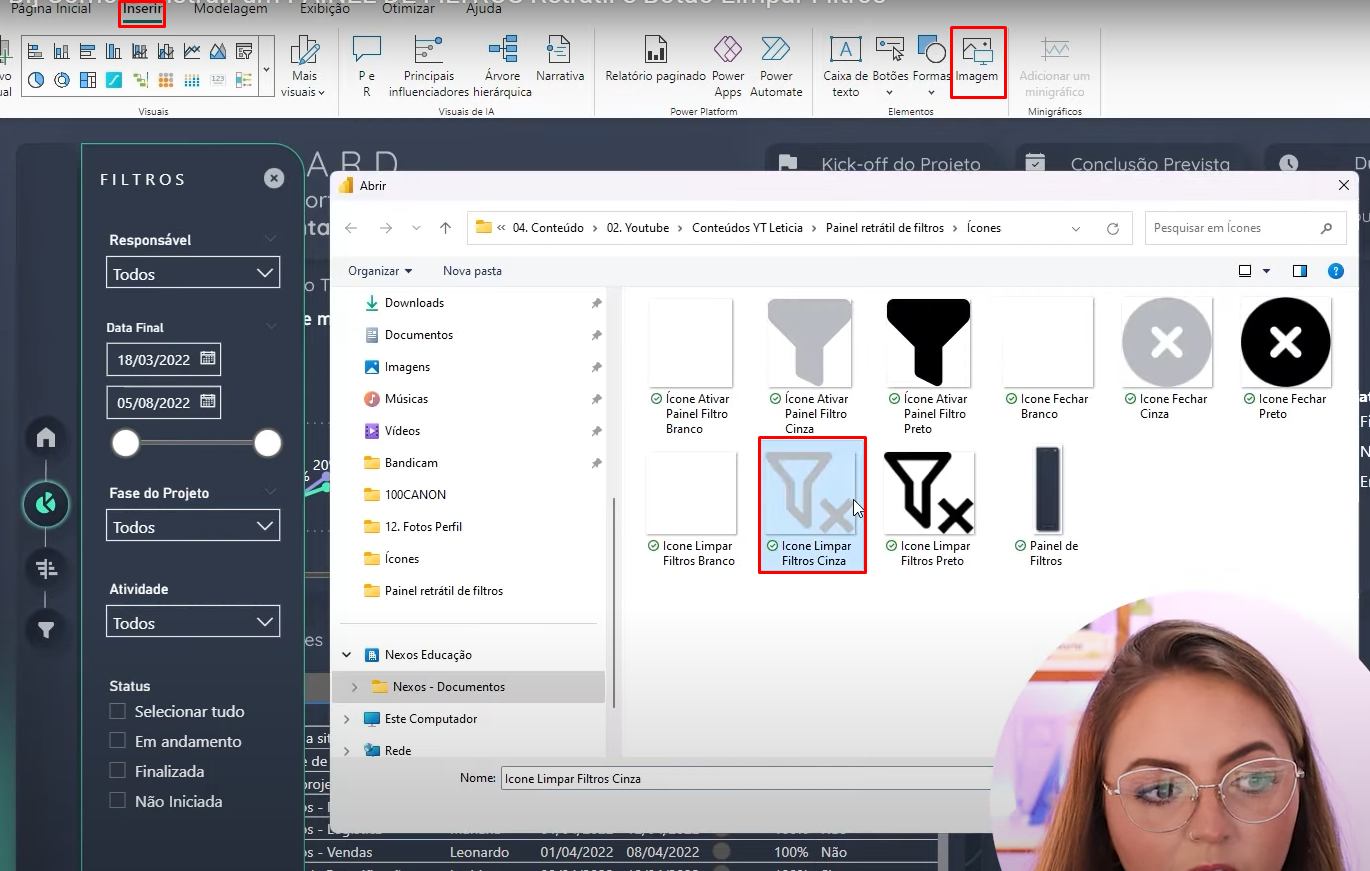 Página Inicial
Inserir
Modelagem
Exibição
Otimizar
Ajuda
Mais
visuais
Visuais
P e
R
Principais
influenciadores
Árvore
hierárquica
Narrativa
Visuais de IA
Relatório paginado
Power
Apps
Power
Automate
Power Platform
Caixa de
texto
Botões
Formas
Imagem
Elementos
Adicionar um
minigráfico
Minigráficos
Kick-off do Projeto
Conclusão Prevista
FILTROS
Responsável
Todos
Data Final
18/03/2022
05/08/2022
Fase do Projeto
Todos
Atividade
Todos
Status
Selecionar tudo
Em andamento
Finalizada
Não Iniciada
Abrir
« 04. Conteúdo › 02. Youtube › Conteúdos YT Leticia › Painel retrátil de filtros › Ícones
Pesquisar em Ícones
Organizar
Nova pasta
Downloads
Documentos
Imagens
Músicas
Vídeos
Bandicam
100CANON
12. Fotos Perfil
Ícones
Painel retrátil de filtros
Nexos Educação
Nexos - Documentos
Este Computador
Rede
Ícone Ativar
Painel Filtro
Branco
Ícone Ativar
Painel Filtro
Cinza
Ícone Ativar
Painel Filtro
Preto
Icone Fechar
Branco
Icone Fechar
Cinza
Icone Fechar
Preto
Icone Limpar
Filtros Branco
Icone Limpar
Filtros Cinza
Icone Limpar
Filtros Preto
Painel de
Filtros
Nome: Icone Limpar Filtros Cinza
s - Vendas Leonardo 01/04/2022 08/04/2022 100% Não